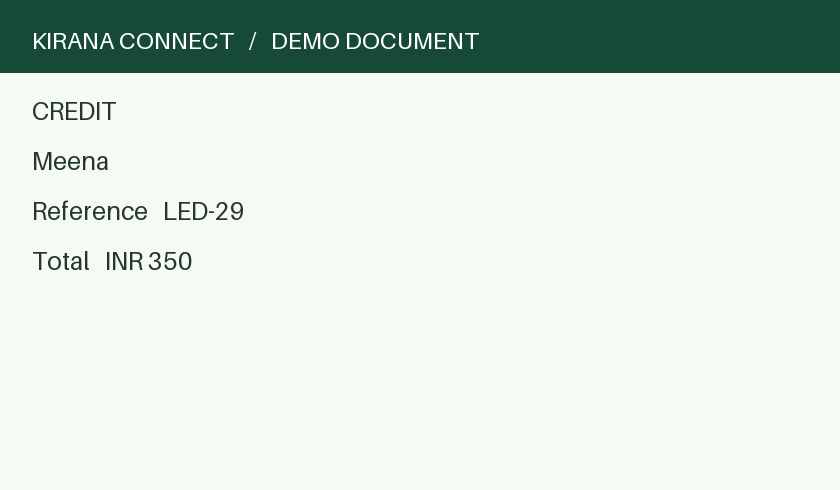 KIRANA CONNECT / DEMO DOCUMENT
CREDIT
Meena
Reference LED-29
Total INR 350